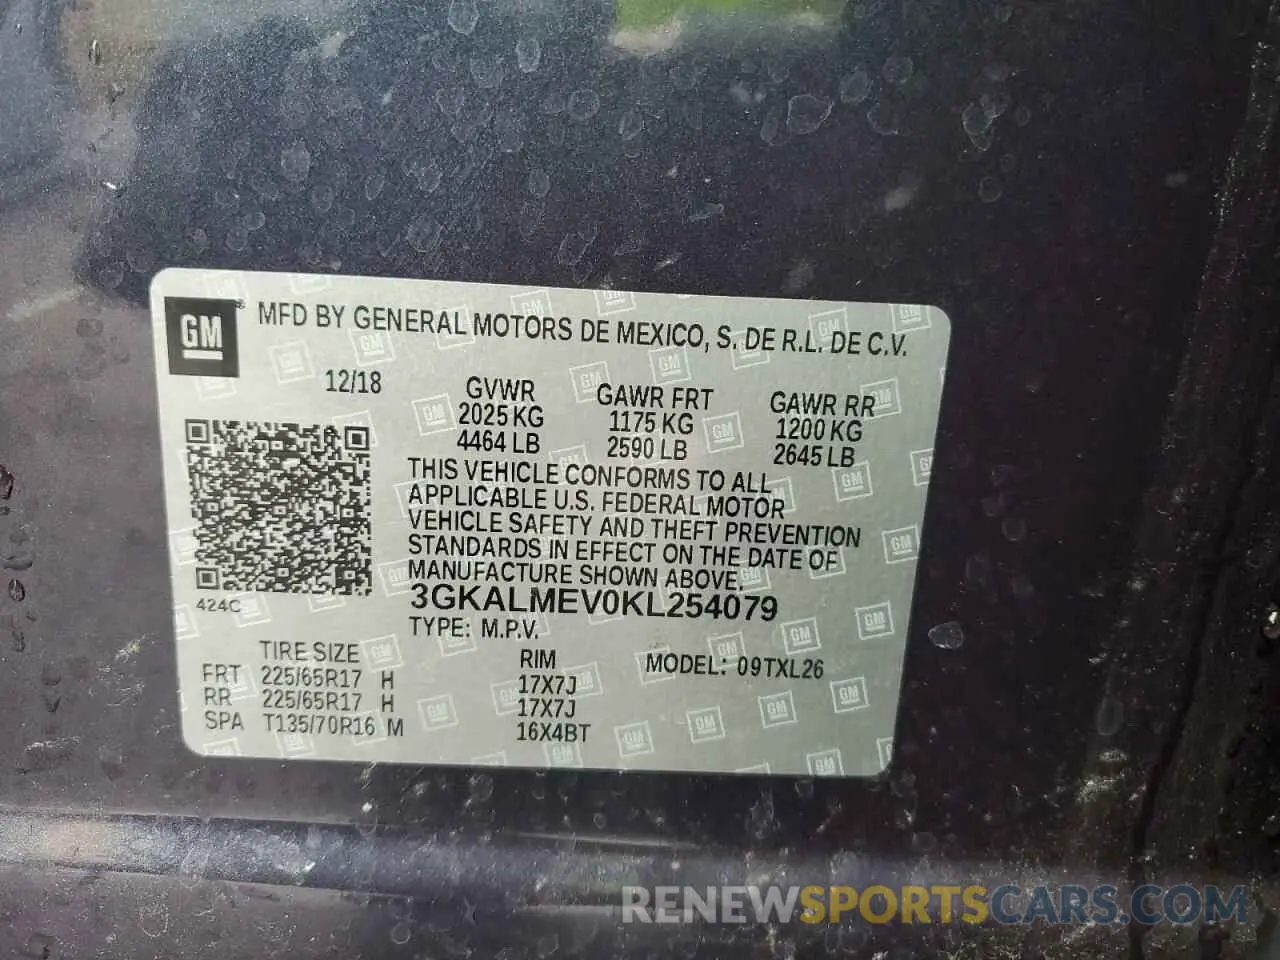 GM
MFD BY GENERAL MOTORS DE MEXICO, S. DE R.L. DE C.V.
12/18
GVWR GAWR FRT GAWR RR
2025 KG 1175 KG 1200 KG
4464 LB 2590 LB 2645 LB
THIS VEHICLE CONFORMS TO ALL
APPLICABLE U.S. FEDERAL MOTOR
VEHICLE SAFETY AND THEFT PREVENTION
STANDARDS IN EFFECT ON THE DATE OF
MANUFACTURE SHOWN ABOVE.
424C
3GKALMEV0KL254079
TYPE: M.P.V.
TIRE SIZE RIM MODEL: 09TXL26
FRT 225/65R17 H 17X7J
RR 225/65R17 H 17X7J
SPA T135/70R16 M 16X4BT
RENEWSPORTSCARS.COM